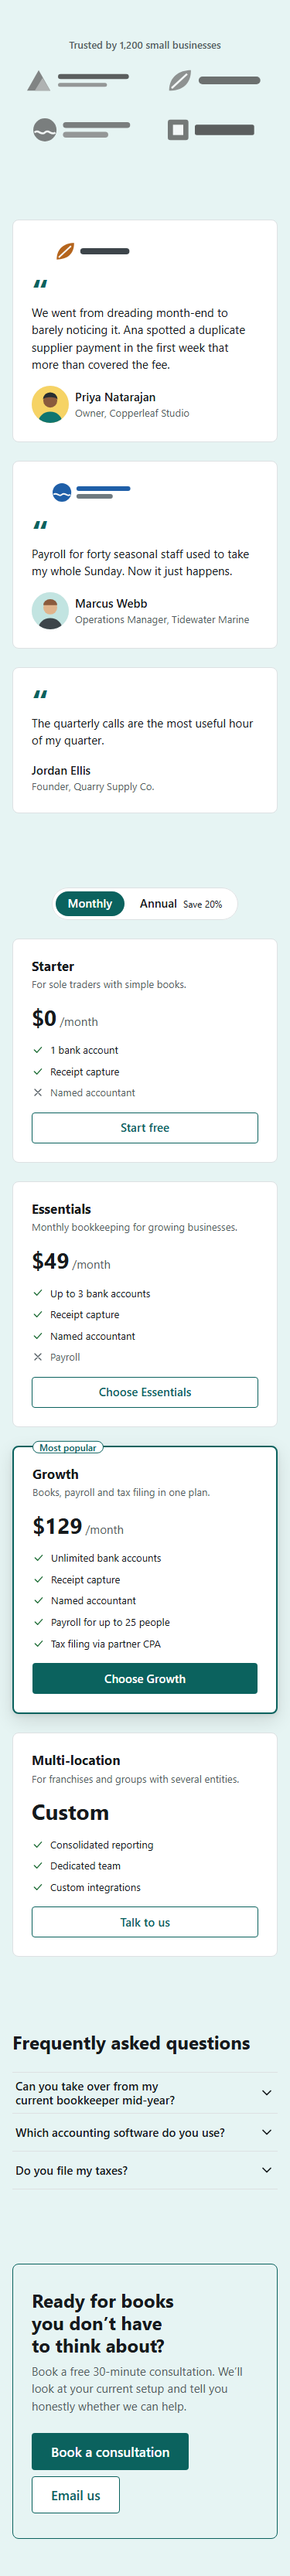 Trusted by 1,200 small businesses
“
We went from dreading month-end to
barely noticing it. Ana spotted a duplicate
supplier payment in the first week that
more than covered the fee.
Priya Natarajan
Owner, Copperleaf Studio
“
Payroll for forty seasonal staff used to take
my whole Sunday. Now it just happens.
Marcus Webb
Operations Manager, Tidewater Marine
“
The quarterly calls are the most useful hour
of my quarter.
Jordan Ellis
Founder, Quarry Supply Co.
Monthly Annual Save 20%
Starter
For sole traders with simple books.
$0 /month
1 bank account
Receipt capture
Named accountant
Start free
Essentials
Monthly bookkeeping for growing businesses.
$49 /month
Up to 3 bank accounts
Receipt capture
Named accountant
Payroll
Choose Essentials
Most popular
Growth
Books, payroll and tax filing in one plan.
$129 /month
Unlimited bank accounts
Receipt capture
Named accountant
Payroll for up to 25 people
Tax filing via partner CPA
Choose Growth
Multi-location
For franchises and groups with several entities.
Custom
Consolidated reporting
Dedicated team
Custom integrations
Talk to us
Frequently asked questions
Can you take over from my
current bookkeeper mid-year?
Which accounting software do you use?
Do you file my taxes?
Ready for books
you don’t have
to think about?
Book a free 30-minute consultation. We’ll
look at your current setup and tell you
honestly whether we can help.
Book a consultation
Email us